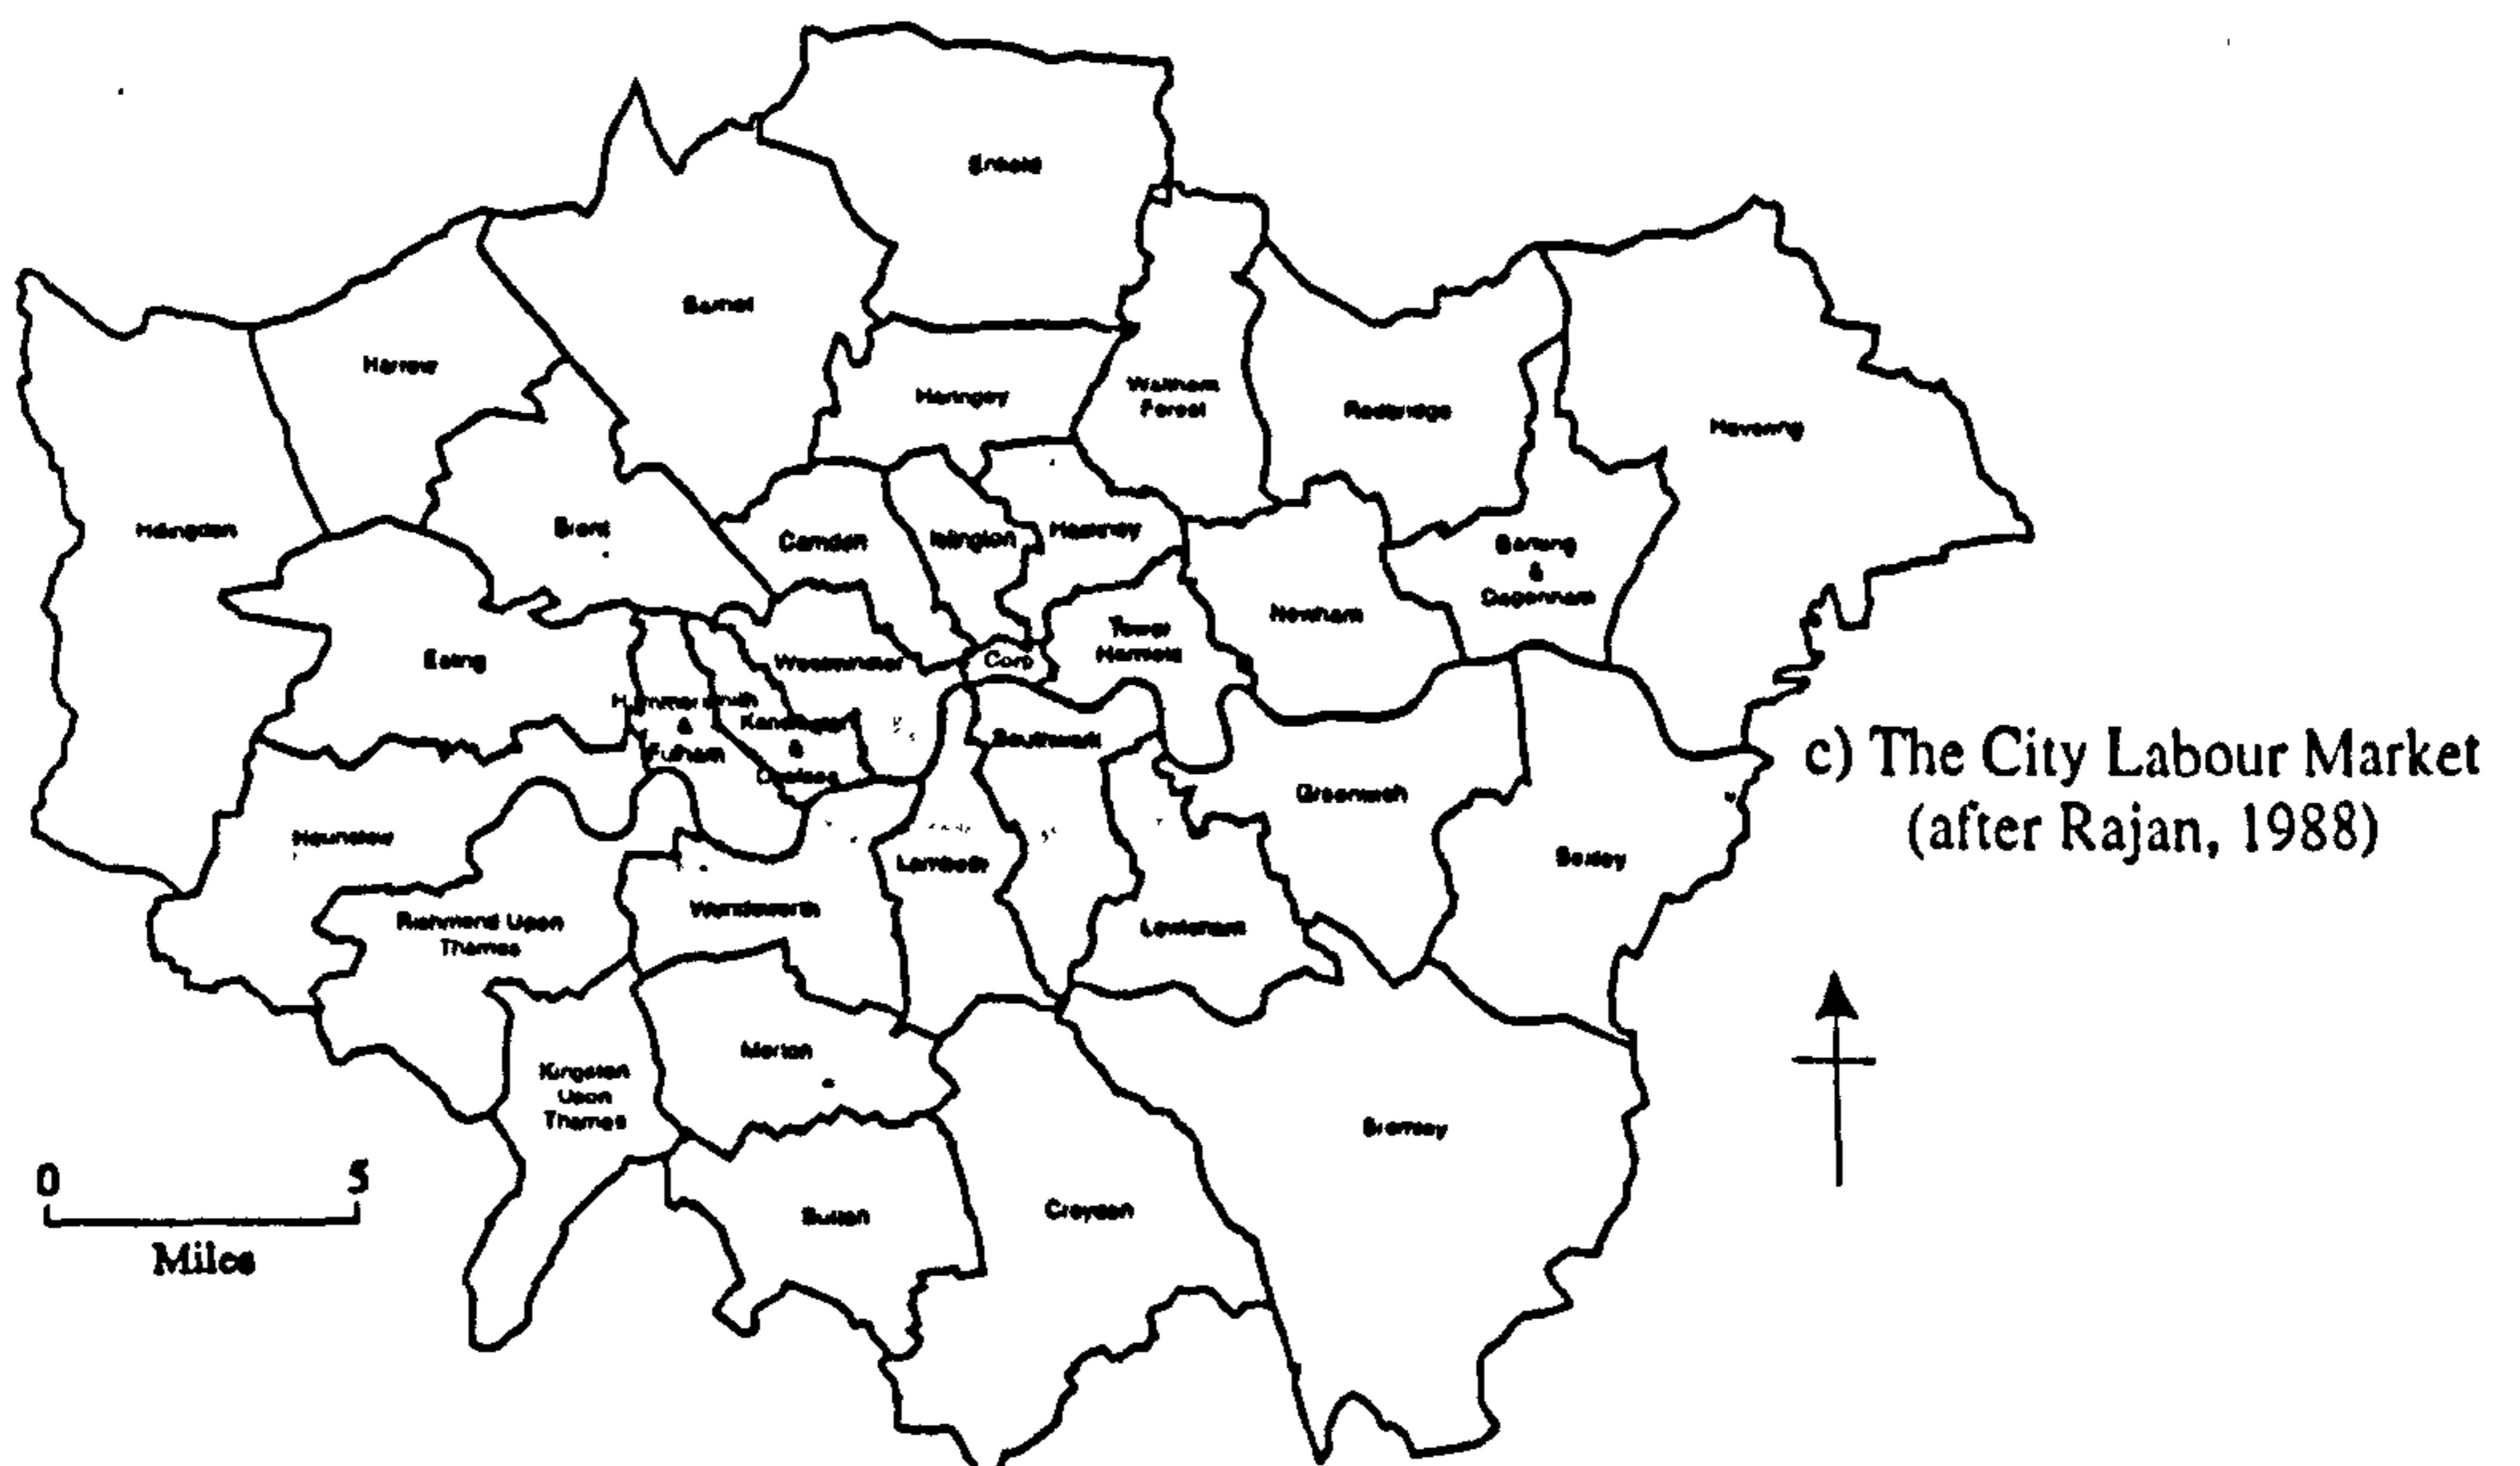 Enfield
Barnet
Harrow
Haringey
Waltham
Forest
Redbridge
Havering
Hillingdon
Brent
Camden
Islington
Hackney
Barking
&
Dagenham
Newham
Tower
Hamlets
Ealing
Westminster
Corp
Hammersmith
&
Fulham
Kensington
&
Chelsea
Southwark
c) The City Labour Market
(after Rajan, 1988)
Greenwich
Hounslow
Lambeth
Bexley
Wandsworth
Richmond Upon
Thames
Lewisham
Merton
Kingston
Upon
Thames
Bromley
Sutton
Croydon
0 5
Miles